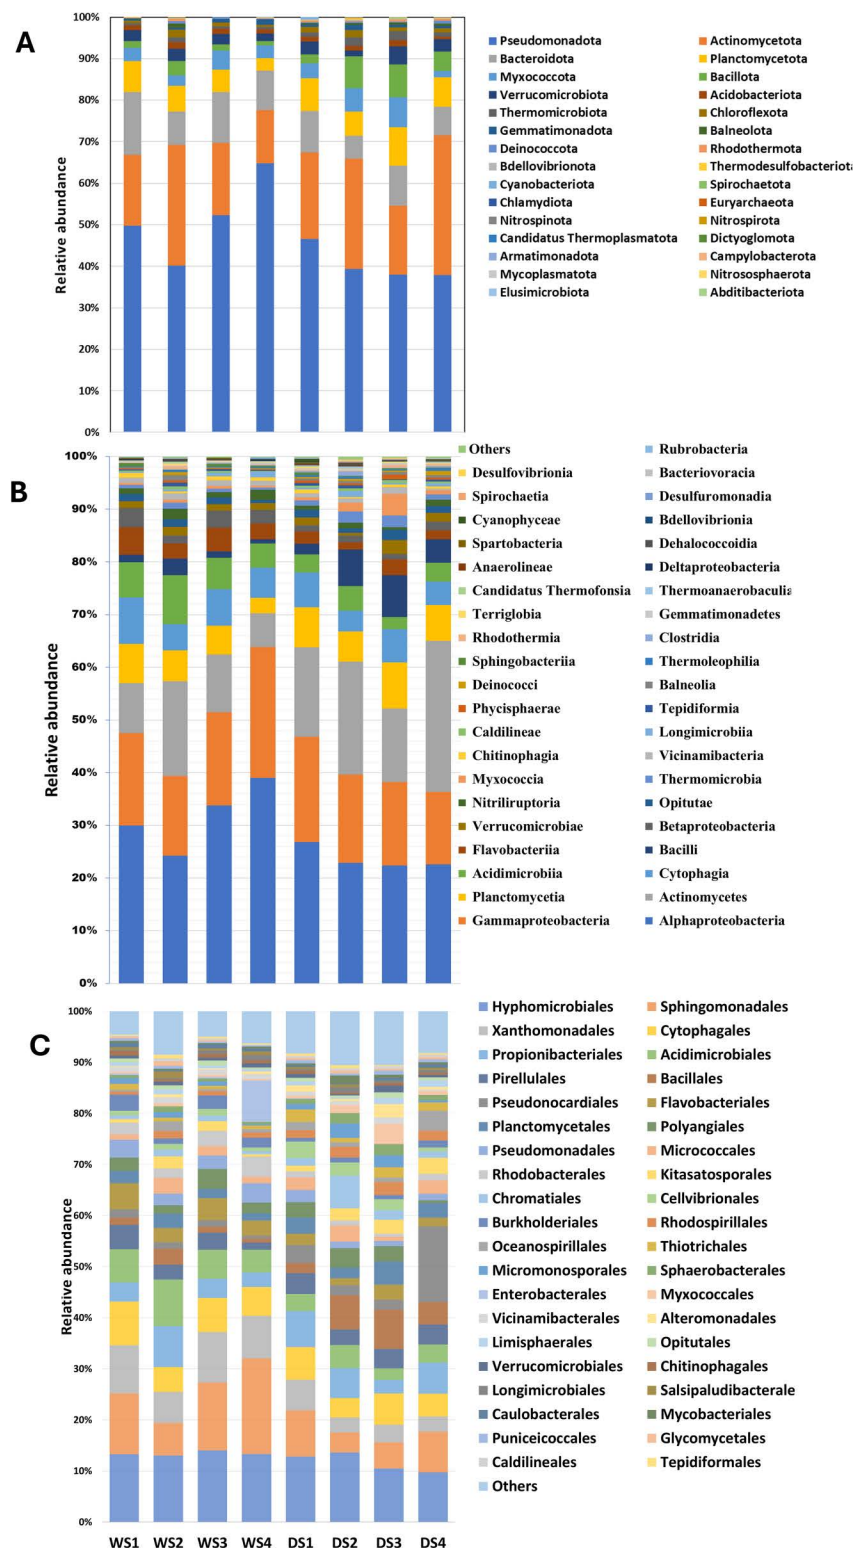 A
Relative abundance
100%
90%
80%
70%
60%
50%
40%
30%
20%
10%
0%
Pseudomonadota Actinomycetota
Bacteroidota Planctomycetota
Myxococcota Bacillota
Verrucomicrobiota Acidobacteriota
Thermomicrobiota Chloroflexota
Gemmatimonadota Balneolota
Deinococcota Rhodothermota
Bdellovibrionota Thermodesulfobacteriota
Cyanobacteriota Spirochaetota
Chlamydiota Euryarchaeota
Nitrospinota Nitrospirota
Candidatus Thermoplasmatota Dictyoglomota
Armatimonadota Campylobacterota
Mycoplasmatota Nitrososphaerota
Elusimicrobiota Abditibacteriota
B
Relative abundance
100%
90%
80%
70%
60%
50%
40%
30%
20%
10%
0%
Others Rubrobacteria
Desulfovibrionia Bacteriovoracia
Spirochaetia Desulfuromonadia
Cyanophyceae Bdellovibrionia
Spartobacteria Dehalococcoidia
Anaerolineae Deltaproteobacteria
Candidatus Thermofonsia Thermoanaerobaculia
Terriglobia Gemmatimonadetes
Rhodothermia Clostridia
Sphingobacteriia Thermoleophilia
Deinococci Balneolia
Phycisphaerae Tepidiformia
Caldilineae Longimicrobiia
Chitinophagia Vicinamibacteria
Myxococcia Thermomicrobia
Nitriliruptoria Opitutae
Verrucomicrobiae Betaproteobacteria
Flavobacteriia Bacilli
Acidimicrobiia Cytophagia
Planctomycetia Actinomycetes
Gammaproteobacteria Alphaproteobacteria
C
Relative abundance
100%
90%
80%
70%
60%
50%
40%
30%
20%
10%
0%
WS1 WS2 WS3 WS4 DS1 DS2 DS3 DS4
Hyphomicrobiales Sphingomonadales
Xanthomonadales Cytophagales
Propionibacteriales Acidimicrobiales
Pirellulales Bacillales
Pseudonocardiales Flavobacteriales
Planctomycetales Polyangiales
Pseudomonadales Micrococcales
Rhodobacterales Kitasatosporales
Chromatiales Cellvibrionales
Burkholderiales Rhodospirillales
Oceanospirillales Thiotrichales
Micromonosporales Sphaerobacterales
Enterobacterales Myxococcales
Vicinamibacterales Alteromonadales
Limisphaerales Opitutales
Verrucomicrobiales Chitinophagales
Longimicrobiales Salsipaludibacterale
Caulobacterales Mycobacteriales
Puniceicoccales Glycomycetales
Caldilineales Tepidiformales
Others